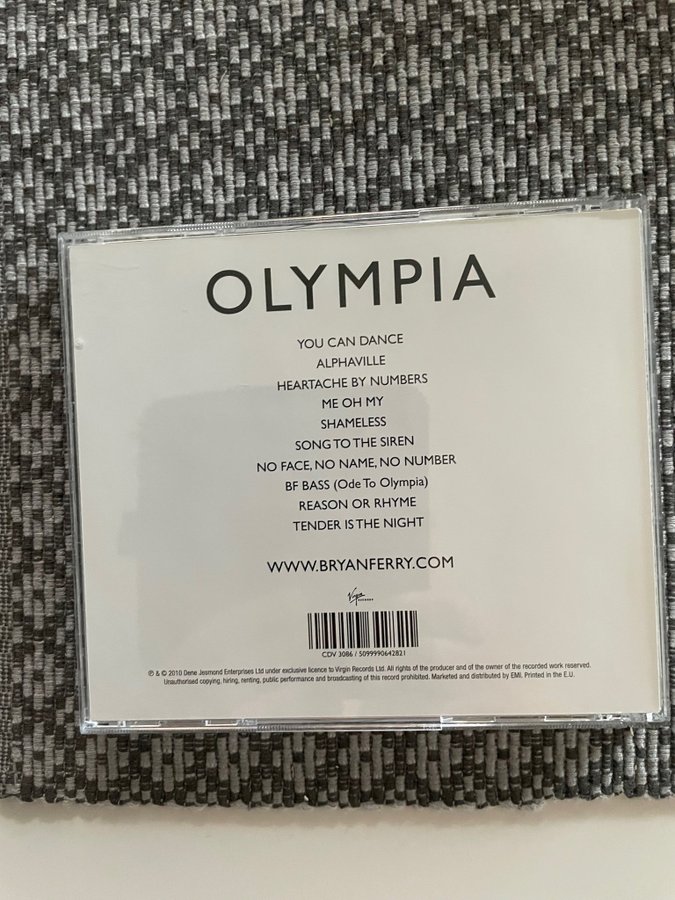 OLYMPIA
YOU CAN DANCE
ALPHAVILLE
HEARTACHE BY NUMBERS
ME OH MY
SHAMELESS
SONG TO THE SIREN
NO FACE, NO NAME, NO NUMBER
BF BASS (Ode To Olympia)
REASON OR RHYME
TENDER IS THE NIGHT
WWW.BRYANFERRY.COM
Virgin
CDV 3086 / 5099990642821
℗ & © 2010 Dene Jesmond Enterprises Ltd under exclusive licence to Virgin Records Ltd. All rights of the producer and of the owner of the recorded work reserved.
Unauthorised copying, hiring, renting, public performance and broadcasting of this record prohibited. Marketed and distributed by EMI. Printed in the E.U.